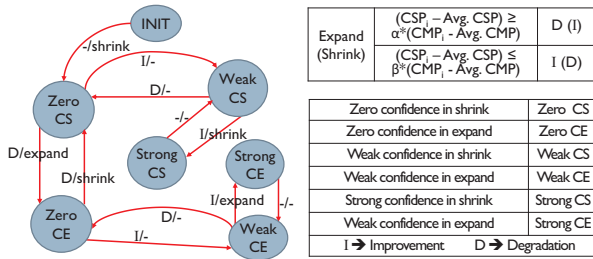 INIT
-/shrink
I/-
Zero
CS
Weak
CS
D/-
-/-
I/shrink
D/expand
D/shrink
Strong
CS
Strong
CE
I/expand
-/-
Zero
CE
D/-
I/-
Weak
CE
Expand
(Shrink)
(CSPi – Avg. CSP) ≥
α*(CMPi - Avg. CMP)
D (I)
(CSPi – Avg. CSP) ≤
β*(CMPi - Avg. CMP)
I (D)
Zero confidence in shrink Zero CS
Zero confidence in expand Zero CE
Weak confidence in shrink Weak CS
Weak confidence in expand Weak CE
Strong confidence in shrink Strong CS
Weak confidence in expand Strong CE
I ➔ Improvement D ➔ Degradation